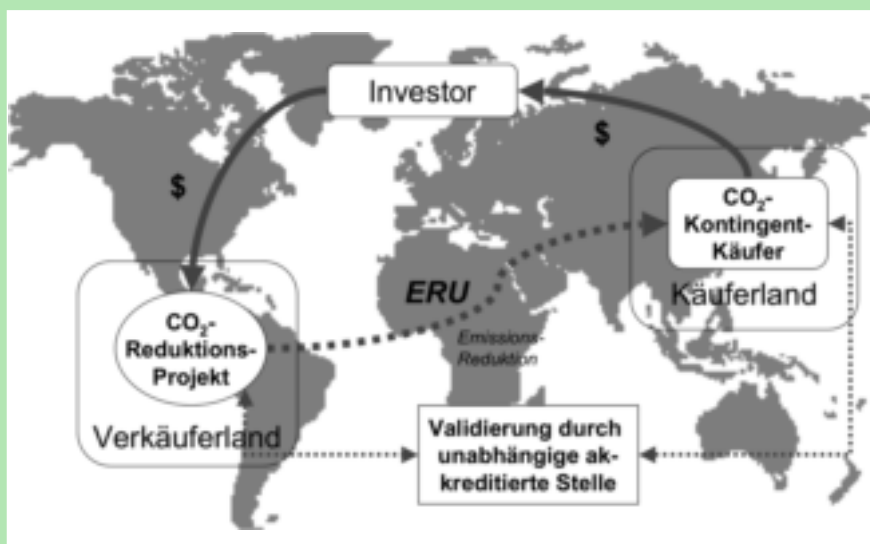 Investor
$
$
CO₂-
Kontingent-
Käufer
Käuferland
ERU
Emissions-
Reduktion
CO₂-
Reduktions-
Projekt
Verkäuferland
Validierung durch
unabhängige ak-
kreditierte Stelle